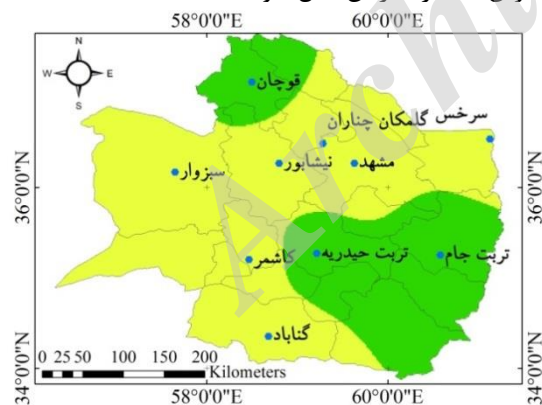 58°0'0"E 60°0'0"E
N
W E
S
قوچان
سرخس
گلمکان چناران
مشهد
نیشابور
سبزوار
36°0'0"N
36°0'0"N
تربت جام
تربت حیدریه
کاشمر
گناباد
0 25 50 100 150 200
Kilometers
34°0'0"N
34°0'0"N
58°0'0"E 60°0'0"E